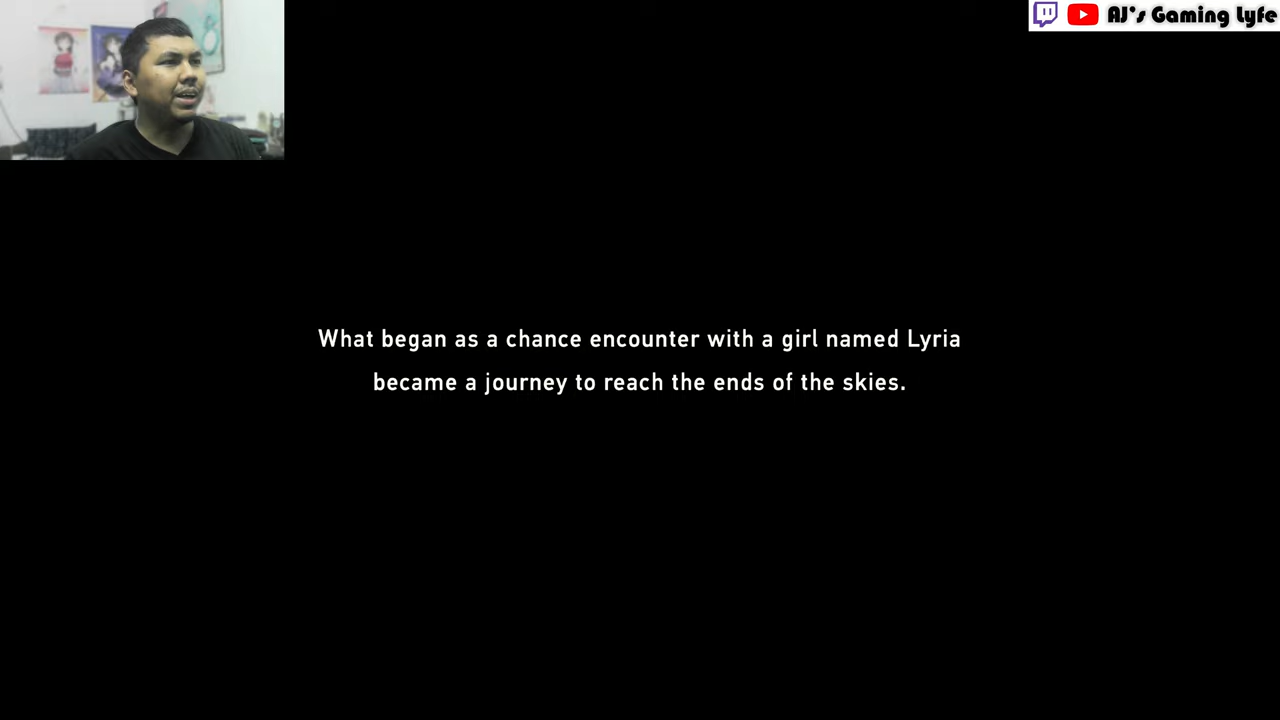 AJ's Gaming Lyfe
What began as a chance encounter with a girl named Lyria
became a journey to reach the ends of the skies.